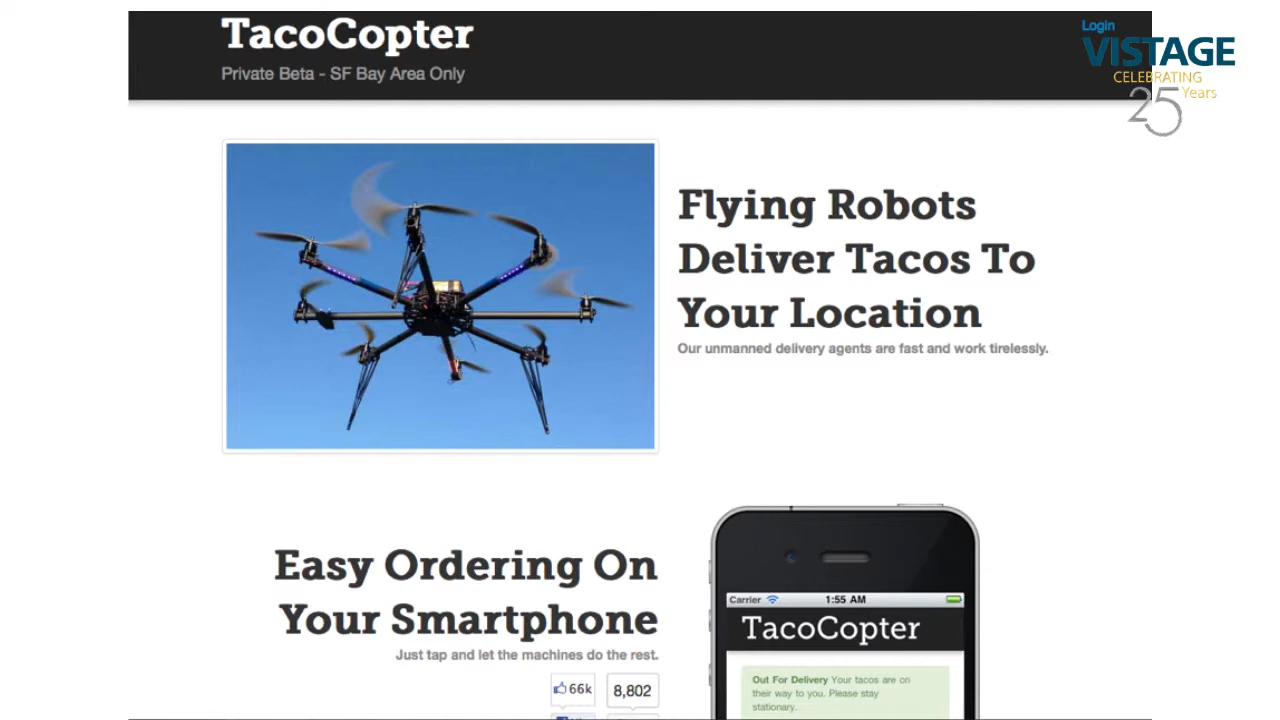 TacoCopter
Private Beta - SF Bay Area Only
Login
VISTAGE
CELEBRATING
25 Years
Flying Robots
Deliver Tacos To
Your Location
Our unmanned delivery agents are fast and work tirelessly.
Easy Ordering On
Your Smartphone
Just tap and let the machines do the rest.
66k
8,802
Carrier
1:55 AM
TacoCopter
Out For Delivery Your tacos are on
their way to you. Please stay
stationary.